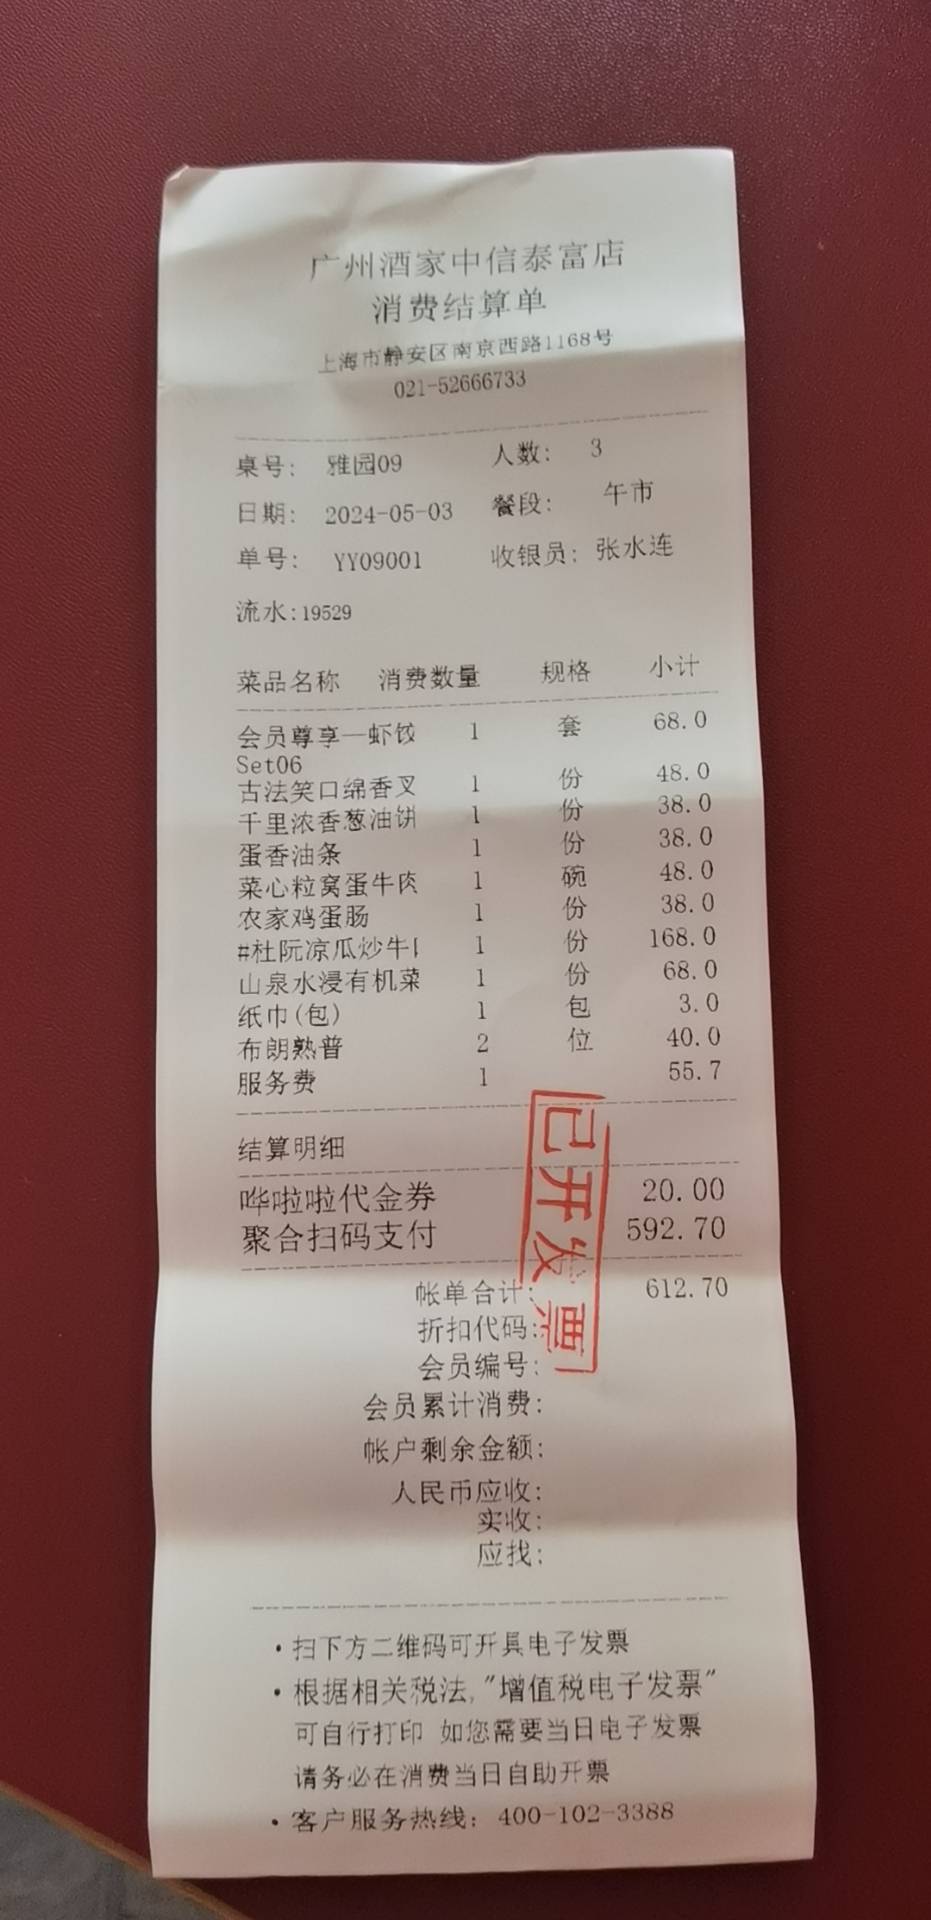 广州酒家中信泰富店
消费结算单
上海市静安区南京西路1168号
021-52666733
桌号: 雅园09 人数: 3
日期: 2024-05-03 餐段: 午市
单号: YY09001 收银员: 张水连
流水:19529
菜品名称 消费数量 规格 小计
会员尊享—虾饺 1 套 68.0
Set06
古法笑口绵香叉 1 份 48.0
千里浓香葱油饼 1 份 38.0
蛋香油条 1 份 38.0
菜心粒窝蛋牛肉 1 碗 48.0
农家鸡蛋肠 1 份 38.0
#杜阮凉瓜炒牛 1 份 168.0
山泉水浸有机菜 1 份 68.0
纸巾(包) 1 包 3.0
布朗熟普 2 位 40.0
服务费 1 55.7
结算明细
哗啦啦代金券 20.00
聚合扫码支付 592.70
已开发票
帐单合计: 612.70
折扣代码:
会员编号:
会员累计消费:
帐户剩余金额:
人民币应收:
实收:
应找:
·扫下方二维码可开具电子发票
·根据相关税法,"增值税电子发票"
可自行打印 如您需要当日电子发票
请务必在消费当日自助开票
·客户服务热线: 400-102-3388